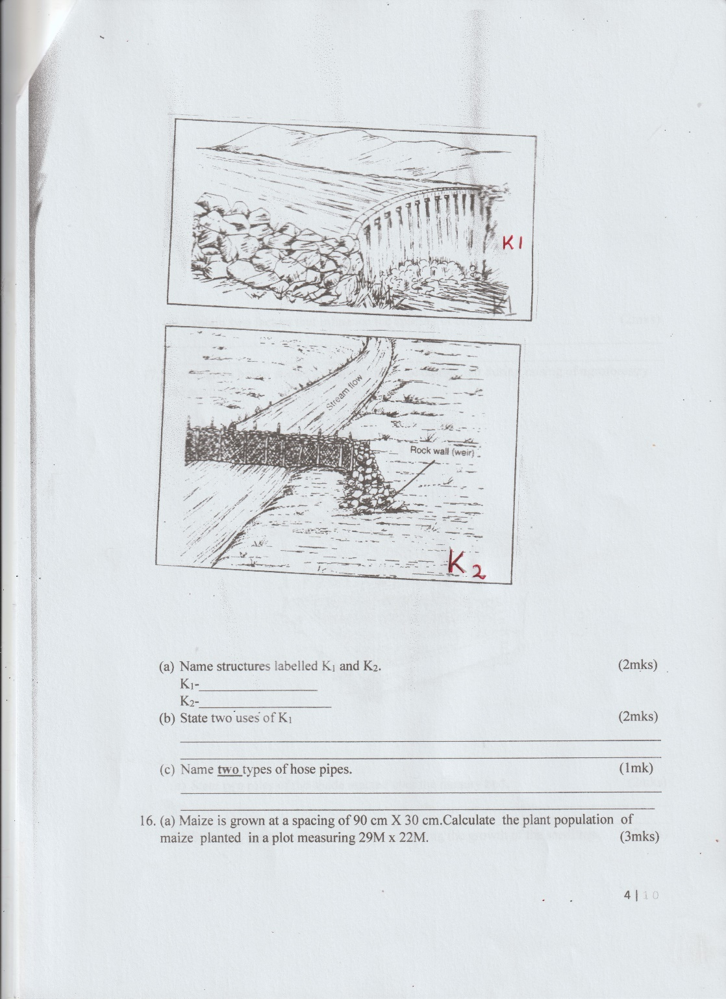 K1
K1
Stream flow
Rock wall (weir)
K2
(a) Name structures labelled K1 and K2. (2mks)
K1-
K2-
(b) State two uses of K1 (2mks)
(c) Name two types of hose pipes. (1mk)
16. (a) Maize is grown at a spacing of 90 cm X 30 cm.Calculate the plant population of
maize planted in a plot measuring 29M x 22M. (3mks)
4 | 10